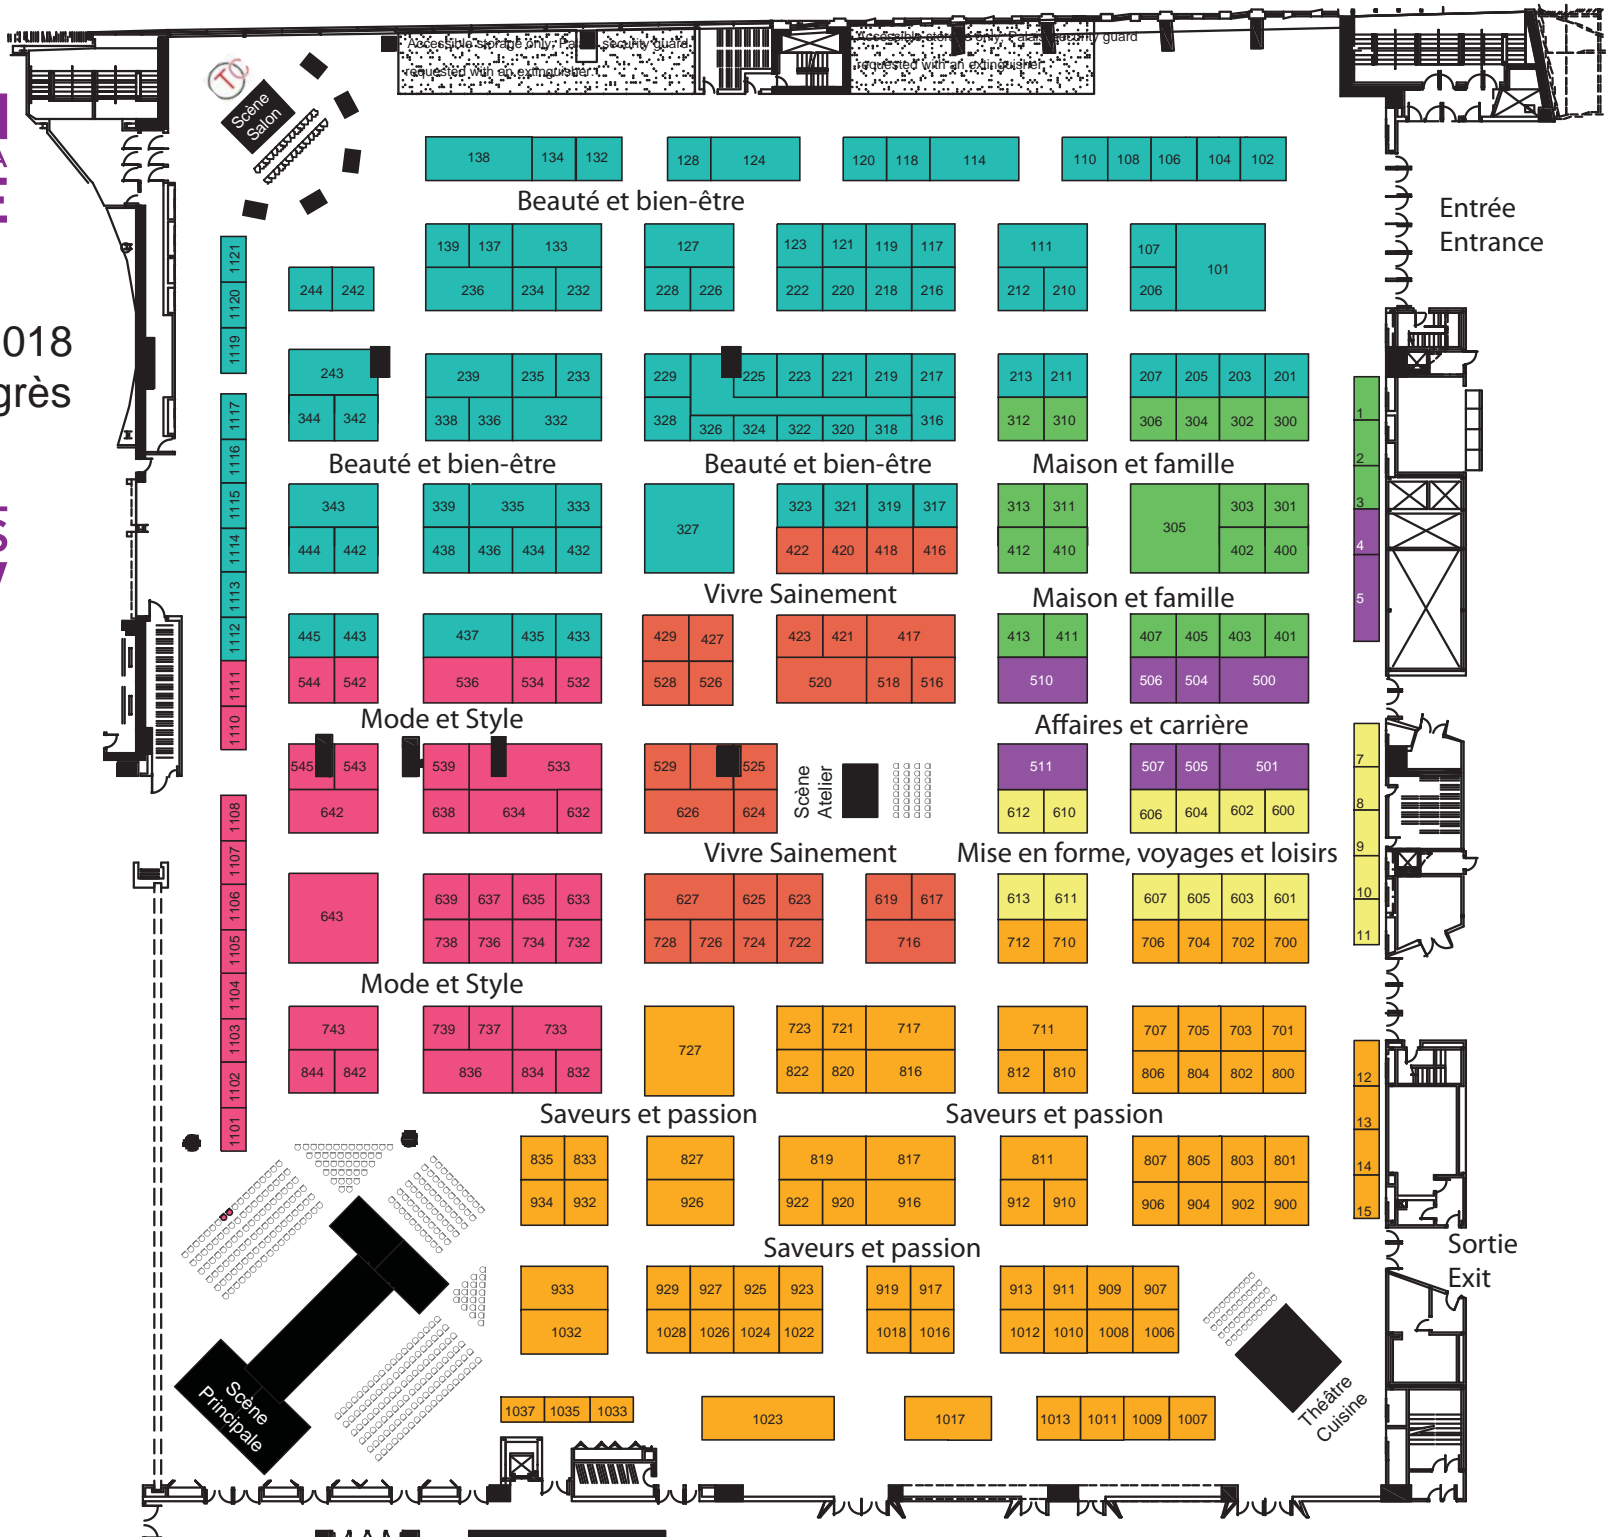 Accessible storage only; Palais security guard
requested with an extinguisher.
Accessible storage only; Palais security guard
requested with an extinguisher.
TC
Scène
Salon
138 134 132 128 124 120 118 114 110 108 106 104 102
Beauté et bien-être
Entrée
Entrance
139 137 133 127 123 121 119 117 111 107 101
236 234 232 228 226 222 220 218 216 212 210 206
244 242
1121
1120
1119
018
grès
243 239 235 233 229 225 223 221 219 217 213 211 207 205 203 201
344 342 338 336 332 328 326 324 322 320 318 316 312 310 306 304 302 300
1117
1116
1115
1114
1113
1112
1111
1110
1
2
3
4
5
Beauté et bien-être
Beauté et bien-être
Maison et famille
343 339 335 333 327 323 321 319 317 313 311 305 303 301
444 442 438 436 434 432 422 420 418 416 412 410 402 400
Vivre Sainement
Maison et famille
445 443 437 435 433 429 427 423 421 417 413 411 407 405 403 401
544 542 536 534 532 528 526 520 518 516 510 506 504 500
Mode et Style
Affaires et carrière
545 543 539 533 529 525 511 507 505 501
Scène
Atelier
642 638 634 632 626 624 612 610 606 604 602 600
7
8
9
10
11
1108
1107
1106
1105
1104
1103
1102
1101
Vivre Sainement
Mise en forme, voyages et loisirs
643 639 637 635 633 627 625 623 619 617 613 611 607 605 603 601
738 736 734 732 728 726 724 722 716 712 710 706 704 702 700
Mode et Style
743 739 737 733 727 723 721 717 711 707 705 703 701
844 842 836 834 832 822 820 816 812 810 806 804 802 800
12
13
14
15
Saveurs et passion
Saveurs et passion
835 833 827 819 817 811 807 805 803 801
934 932 926 922 920 916 912 910 906 904 902 900
Saveurs et passion
Sortie
Exit
933 929 927 925 923 919 917 913 911 909 907
1032 1028 1026 1024 1022 1018 1016 1012 1010 1008 1006
Scène
Principale
Théâtre
Cuisine
1037 1035 1033 1023 1017 1013 1011 1009 1007